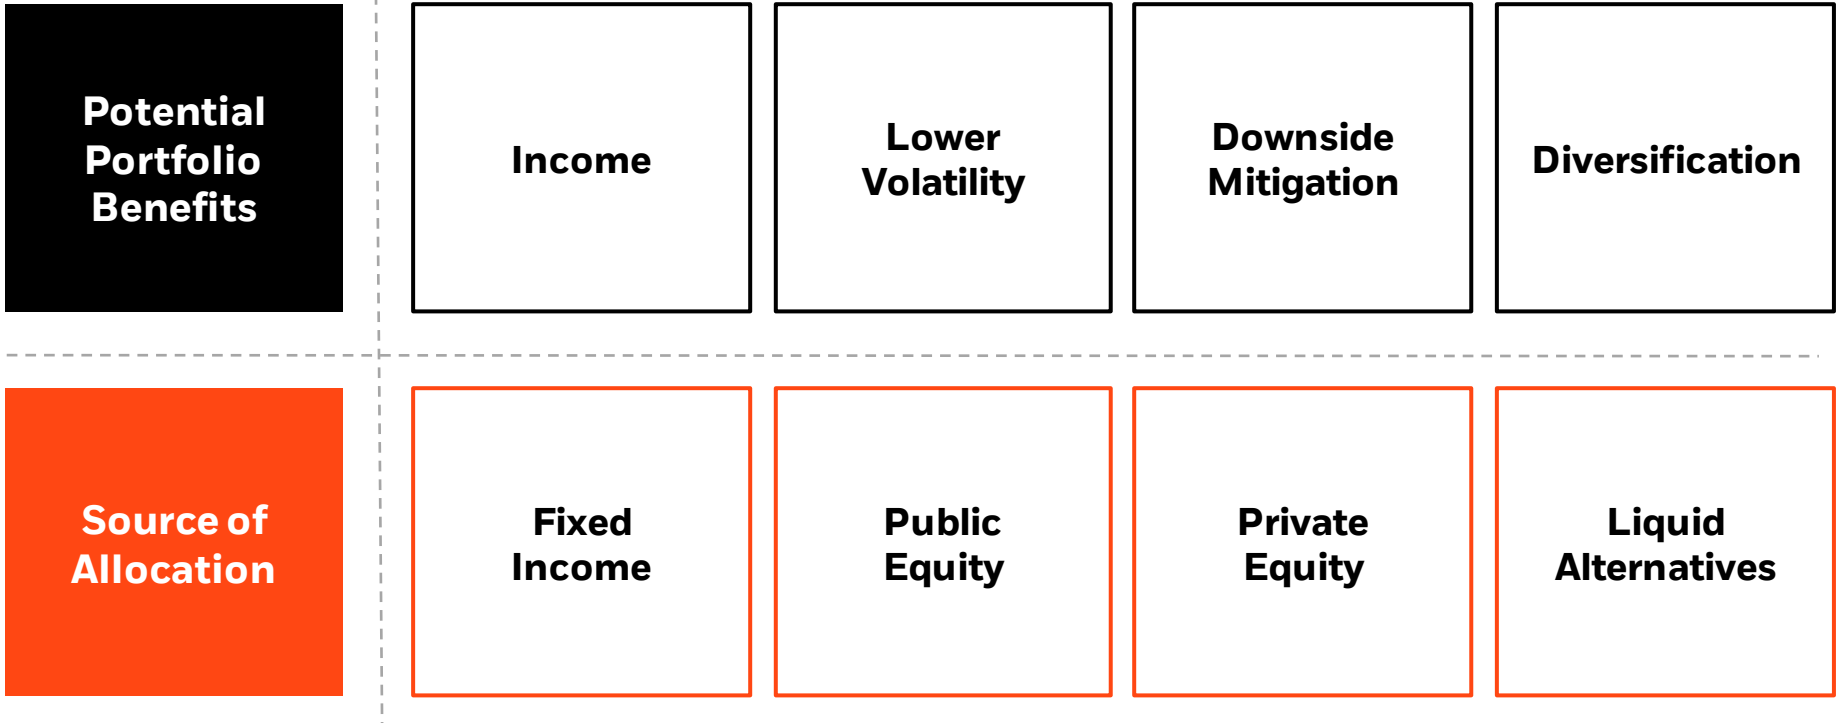 Potential
Portfolio
Benefits
Income
Lower
Volatility
Downside
Mitigation
Diversification
Source of
Allocation
Fixed
Income
Public
Equity
Private
Equity
Liquid
Alternatives